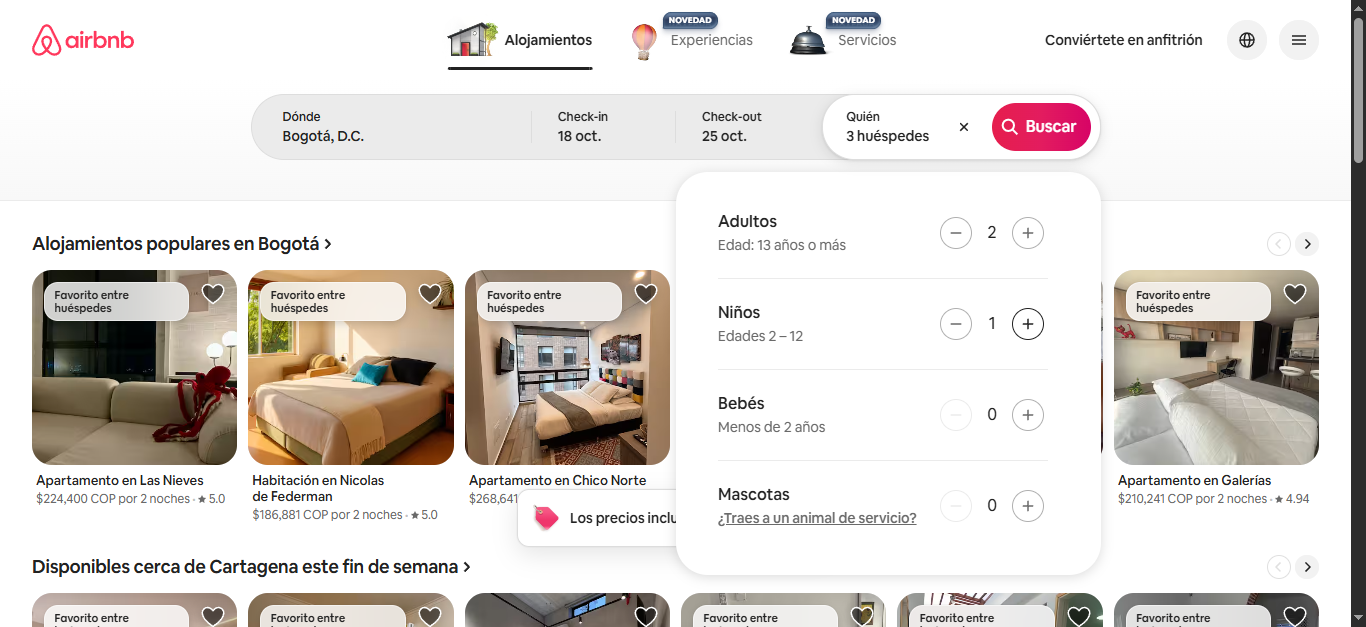 airbnb
Alojamientos
NOVEDAD
Experiencias
NOVEDAD
Servicios
Conviértete en anfitrión
Dónde
Bogotá, D.C.
Check-in
18 oct.
Check-out
25 oct.
Quién
3 huéspedes
Buscar
Adultos
Edad: 13 años o más
2
Niños
Edades 2 – 12
1
Bebés
Menos de 2 años
0
Mascotas
¿Traes a un animal de servicio?
0
Alojamientos populares en Bogotá
Favorito entre
huéspedes
Apartamento en Las Nieves
$224,400 COP por 2 noches · ★ 5.0
Favorito entre
huéspedes
Habitación en Nicolas
de Federman
$186,881 COP por 2 noches · ★ 5.0
Favorito entre
huéspedes
Apartamento en Chico Norte
$268,641
Favorito entre
huéspedes
Apartamento en Galerías
$210,241 COP por 2 noches · ★ 4.94
Los precios inclu
Disponibles cerca de Cartagena este fin de semana
Favorito entre
Favorito entre
Favorito entre
Favorito entre
Favorito entre
Favorito entre